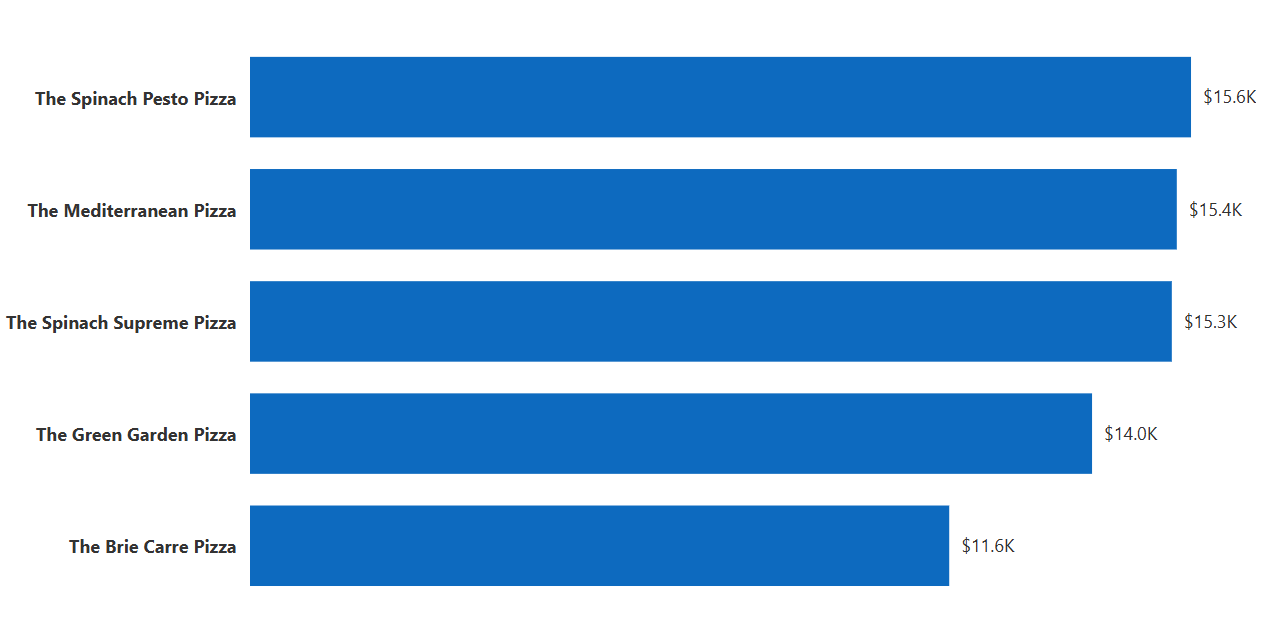 The Spinach Pesto Pizza $15.6K
The Mediterranean Pizza $15.4K
The Spinach Supreme Pizza $15.3K
The Green Garden Pizza $14.0K
The Brie Carre Pizza $11.6K